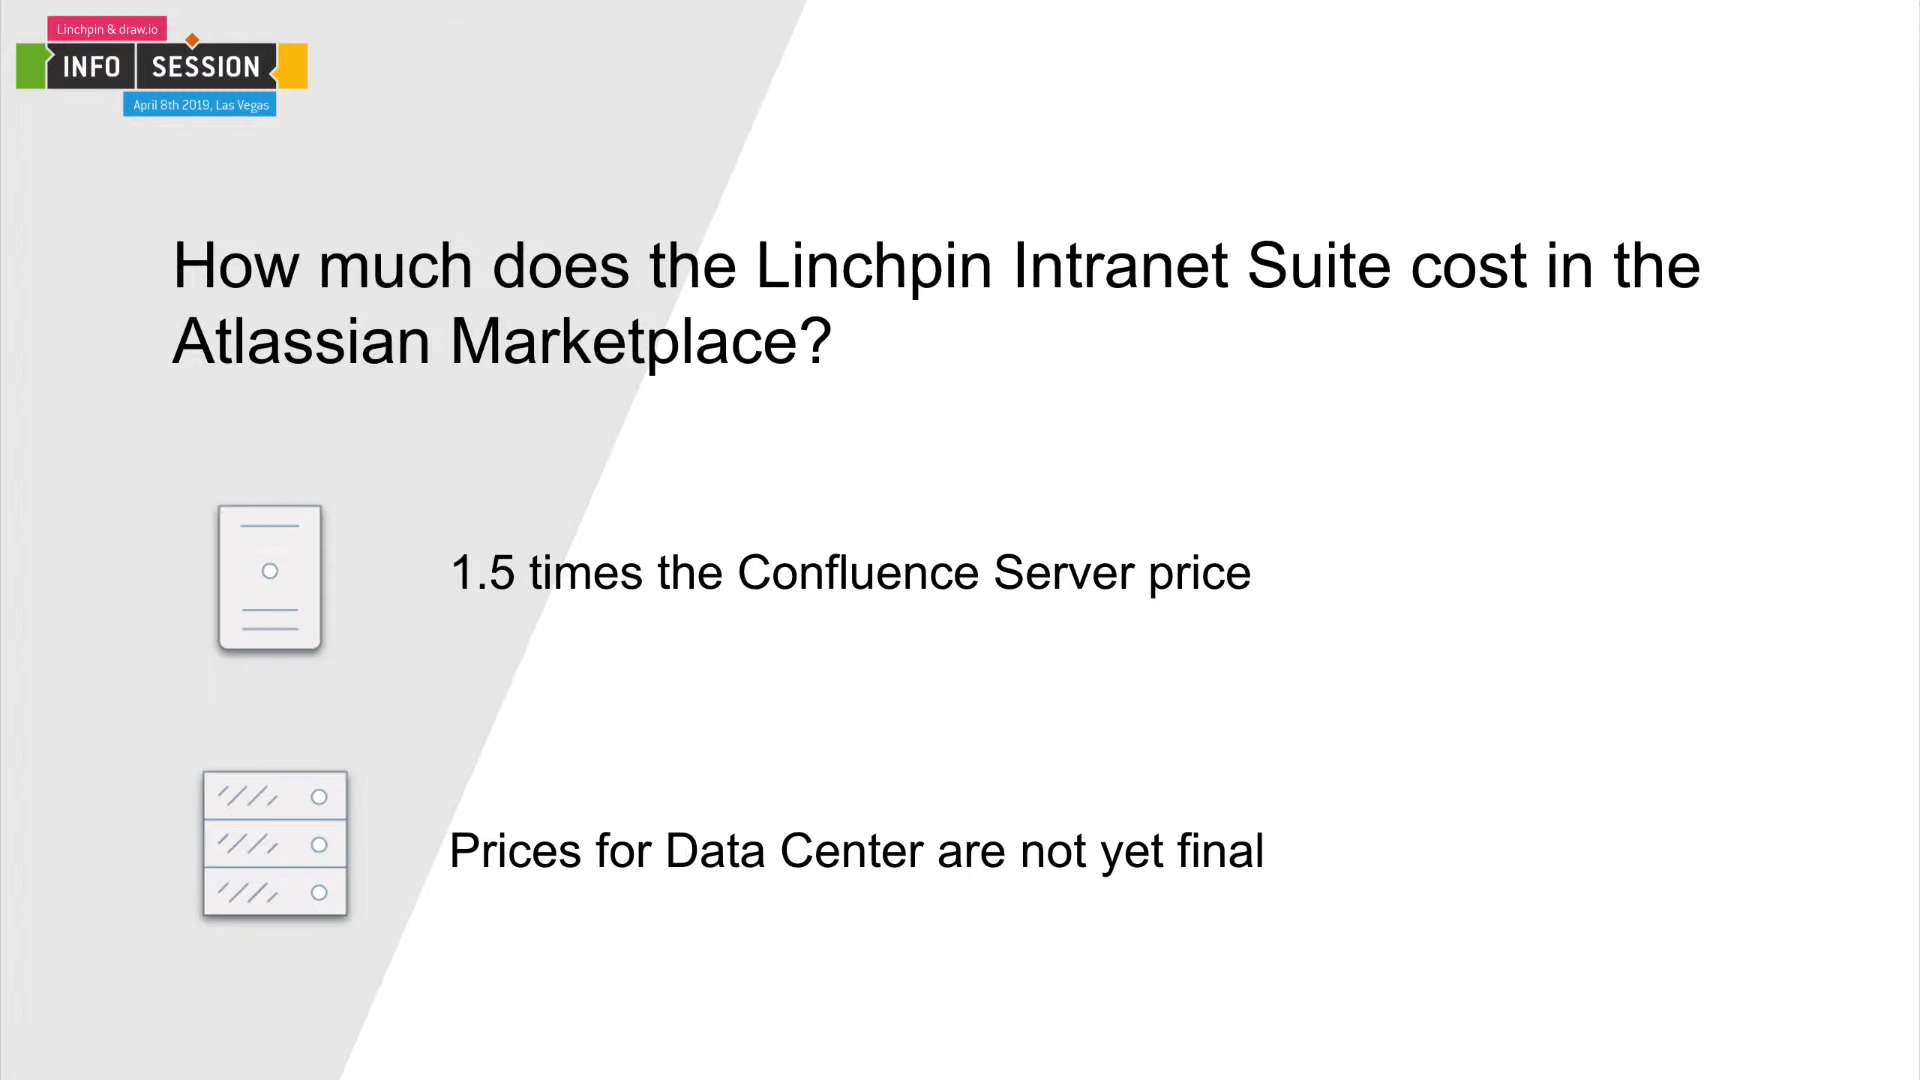 Linchpin & draw.io
INFO SESSION
April 8th 2019, Las Vegas
How much does the Linchpin Intranet Suite cost in the
Atlassian Marketplace?
1.5 times the Confluence Server price
Prices for Data Center are not yet final